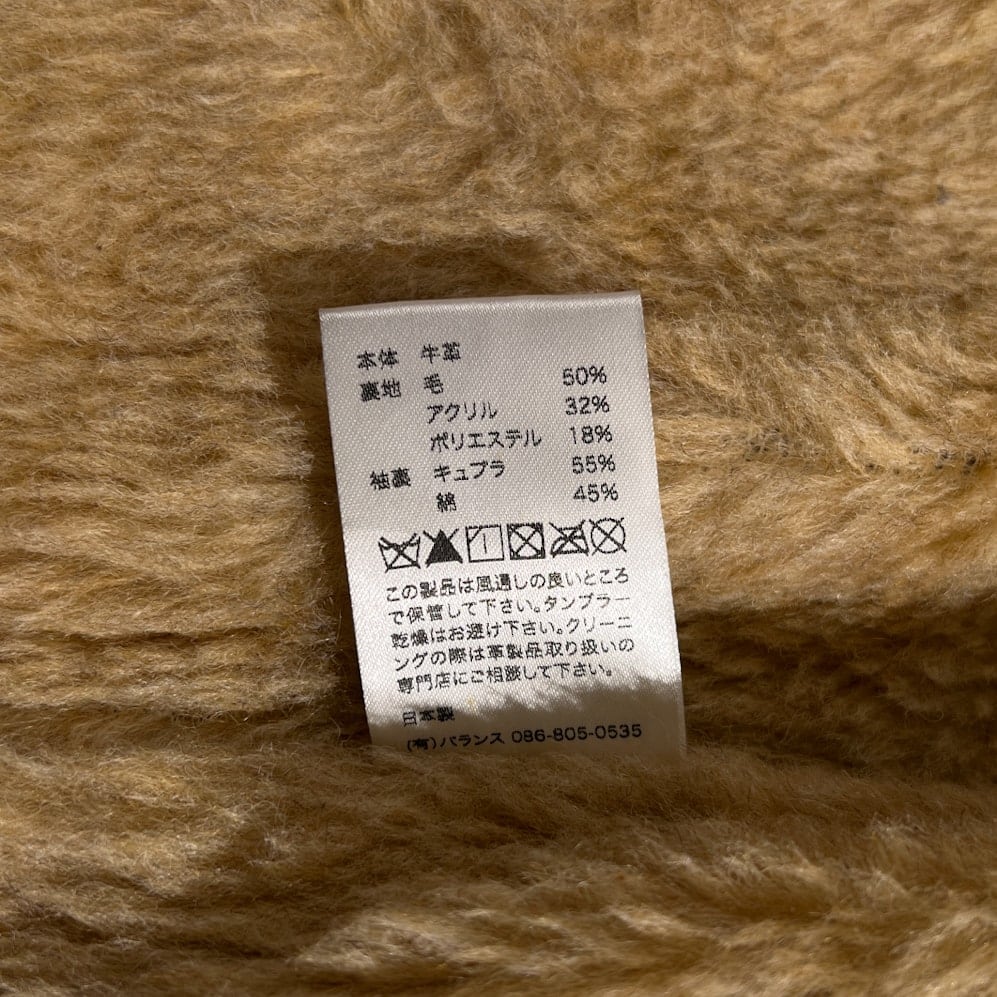 本体 牛革
裏地 毛 50%
アクリル 32%
ポリエステル 18%
袖裏 キュプラ 55%
綿 45%
この製品は風通しの良いところ
で保管して下さい。タンブラー
乾燥はお避け下さい。クリーニ
ングの際は革製品取り扱いの
専門店にご相談して下さい。
日本製
(有)バランス 086-805-0535